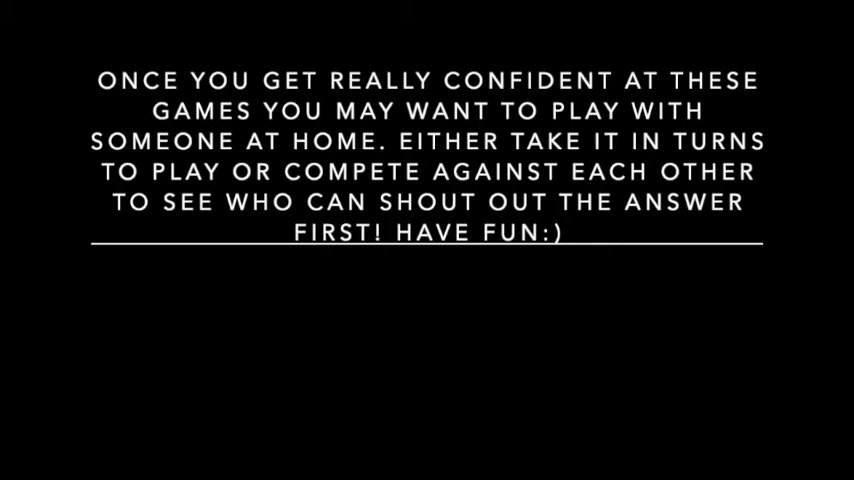 ONCE YOU GET REALLY CONFIDENT AT THESE
GAMES YOU MAY WANT TO PLAY WITH
SOMEONE AT HOME. EITHER TAKE IT IN TURNS
TO PLAY OR COMPETE AGAINST EACH OTHER
TO SEE WHO CAN SHOUT OUT THE ANSWER
FIRST! HAVE FUN:)